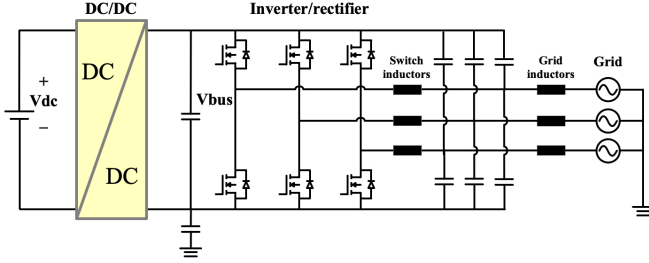 DC/DC
Inverter/rectifier
DC
+
Vdc
−
DC
Vbus
Switch
inductors
Grid
inductors
Grid